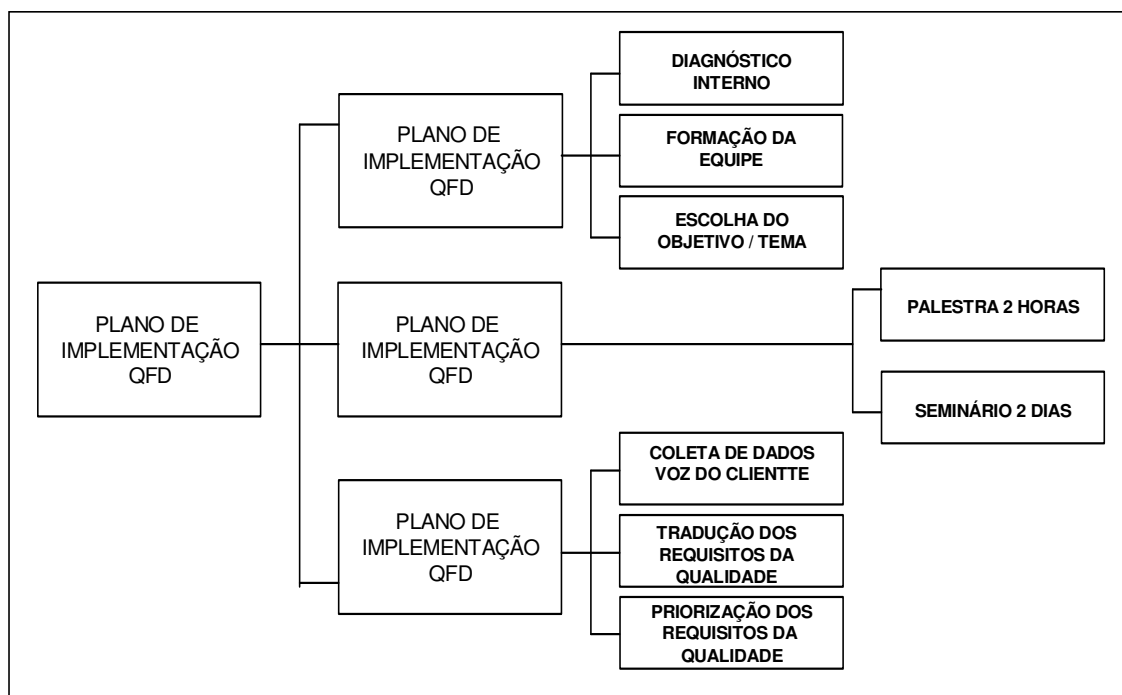 PLANO DE
IMPLEMENTAÇÃO
QFD
PLANO DE
IMPLEMENTAÇÃO
QFD
DIAGNÓSTICO
INTERNO
FORMAÇÃO DA
EQUIPE
ESCOLHA DO
OBJETIVO / TEMA
PLANO DE
IMPLEMENTAÇÃO
QFD
PALESTRA 2 HORAS
SEMINÁRIO 2 DIAS
PLANO DE
IMPLEMENTAÇÃO
QFD
COLETA DE DADOS
VOZ DO CLIENTTE
TRADUÇÃO DOS
REQUISITOS DA
QUALIDADE
PRIORIZAÇÃO DOS
REQUISITOS DA
QUALIDADE